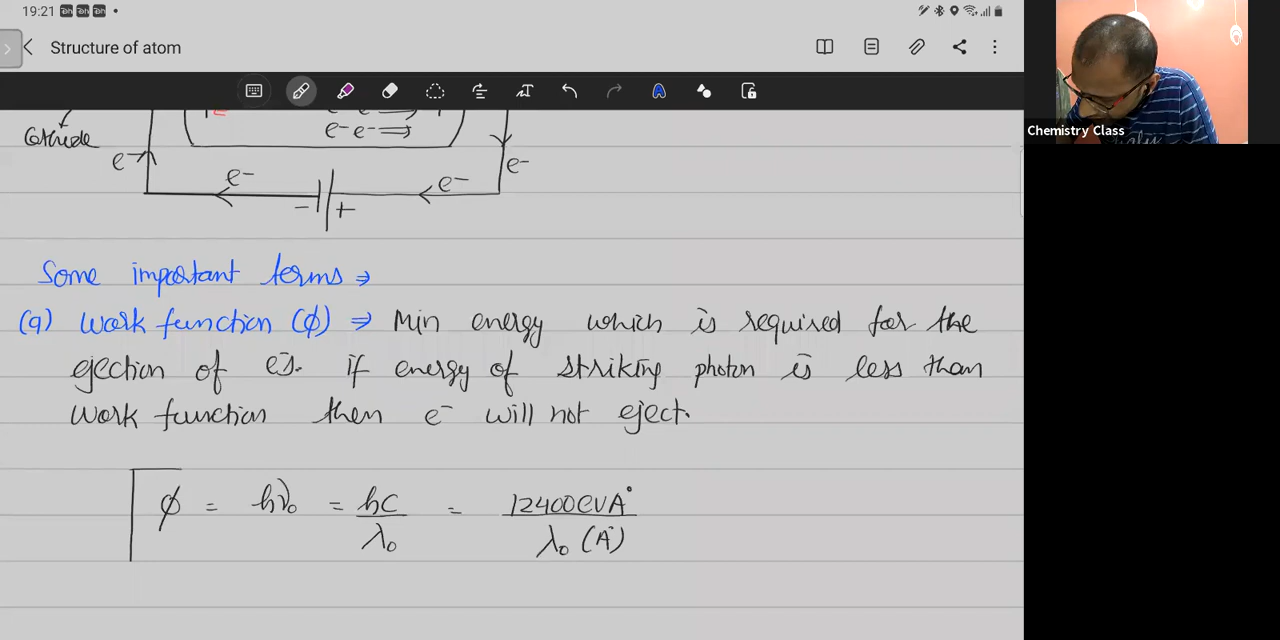 19:21
Structure of atom
Chemistry Class
Cathode
e- e- ⇒
e-
e-
e-
e-
− +
Some important terms ⇒
(a) Work function (ϕ) ⇒ Min energy which is required for the
ejection of e-s. if energy of striking photon is less than
work function then e- will not eject.
ϕ = hν₀ = hc/λ₀ = 12400eVA°/λ₀ (A°)